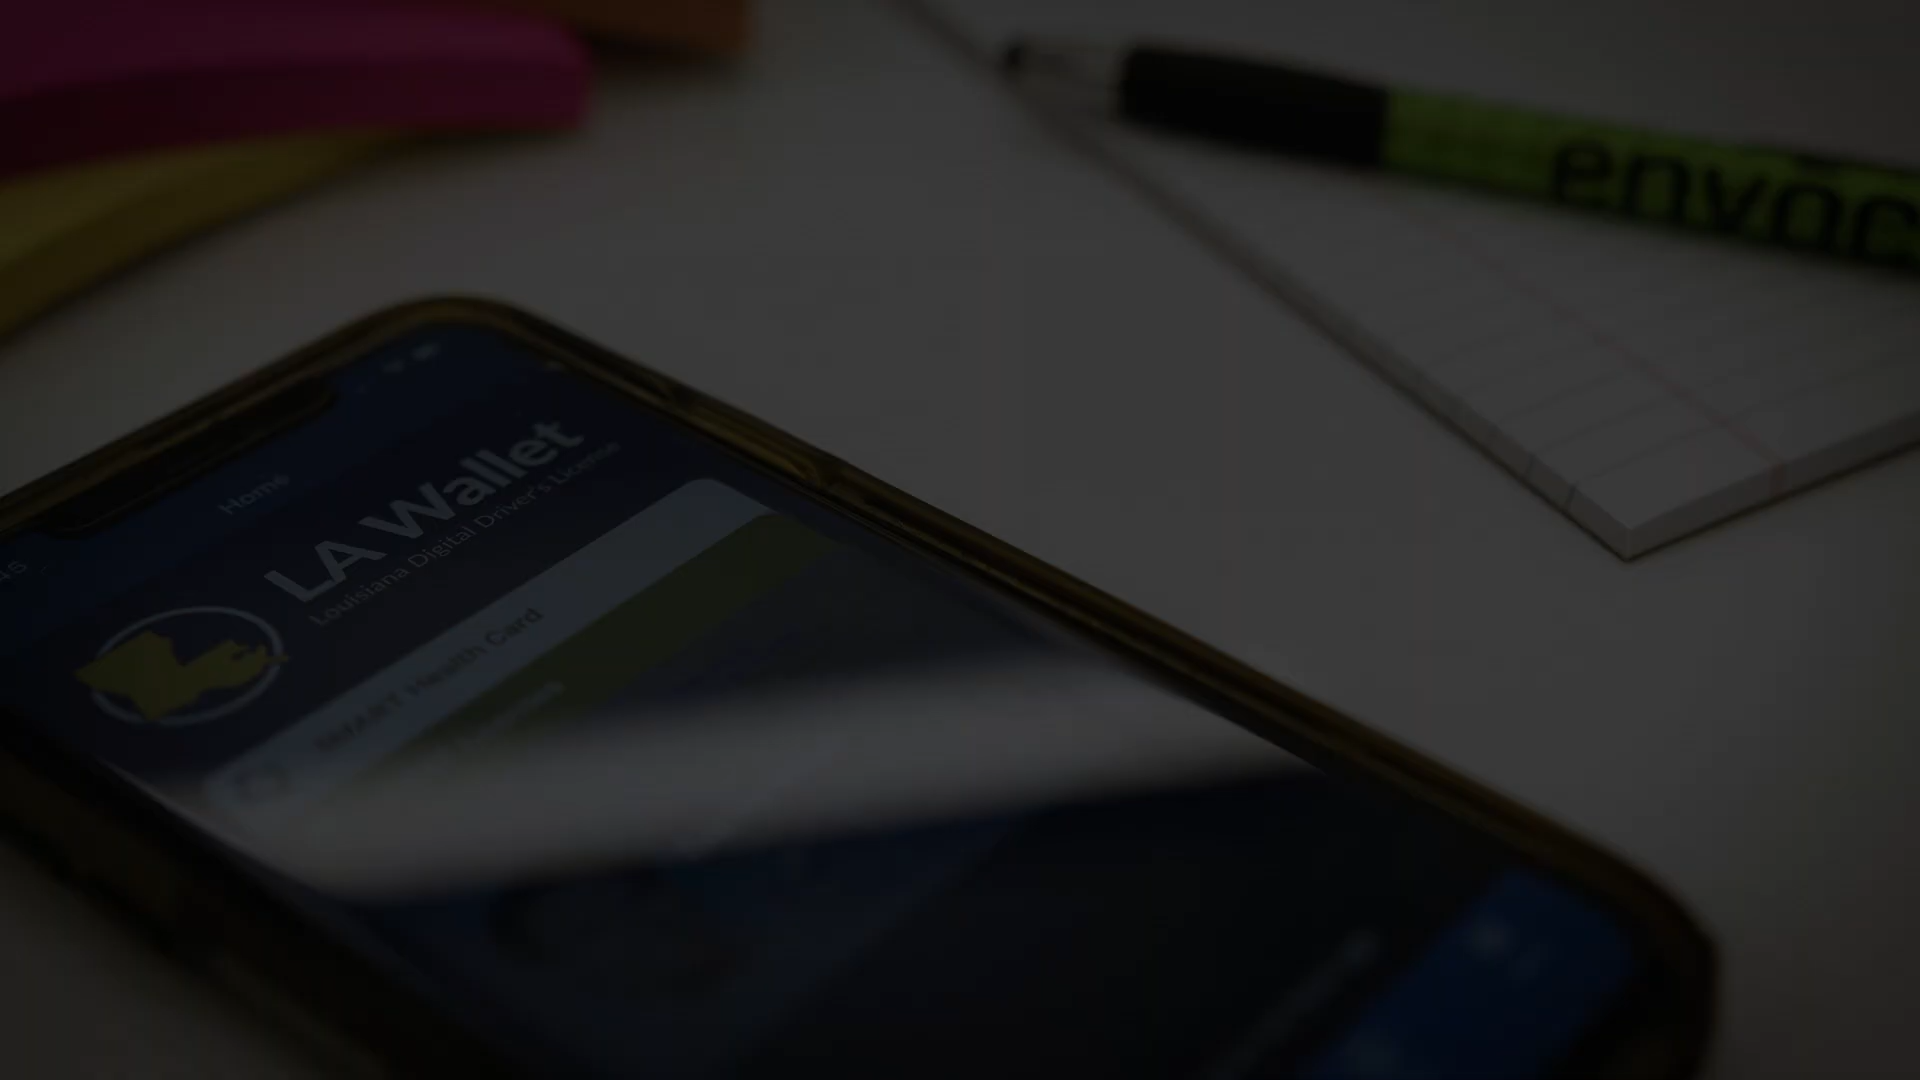 envoc
Home
LA Wallet
Louisiana Digital Driver's License
SMART Health Card